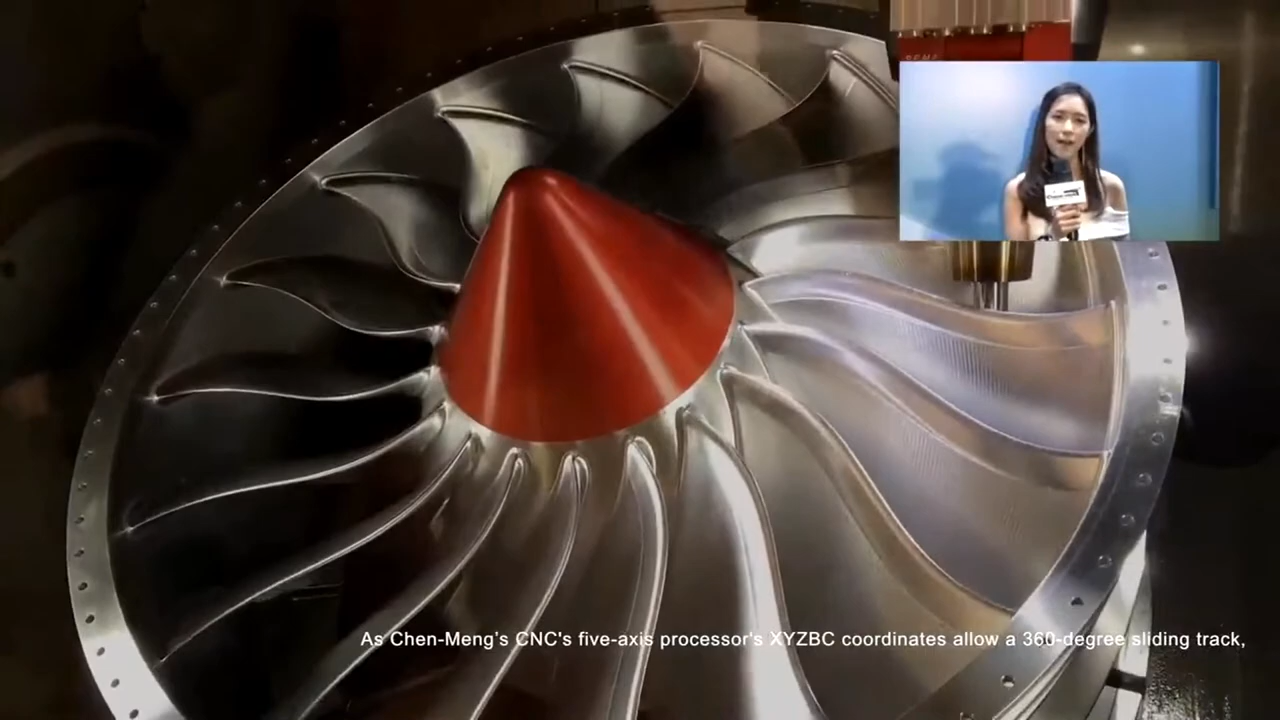 As Chen-Meng's CNC's five-axis processor's XYZBC coordinates allow a 360-degree sliding track,